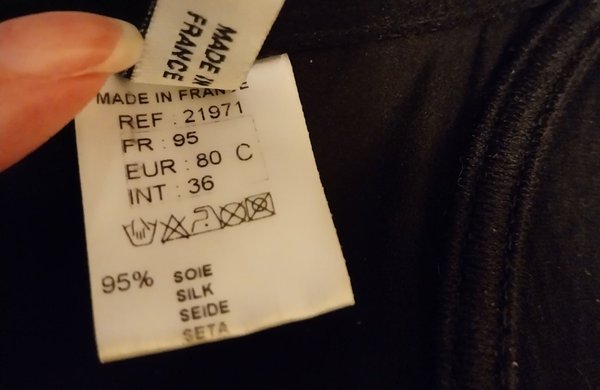 MADE IN
FRANCE
MADE IN FRANCE
REF : 21971
FR : 95
EUR : 80 C
INT : 36
95% SOIE
SILK
SEIDE
SETA